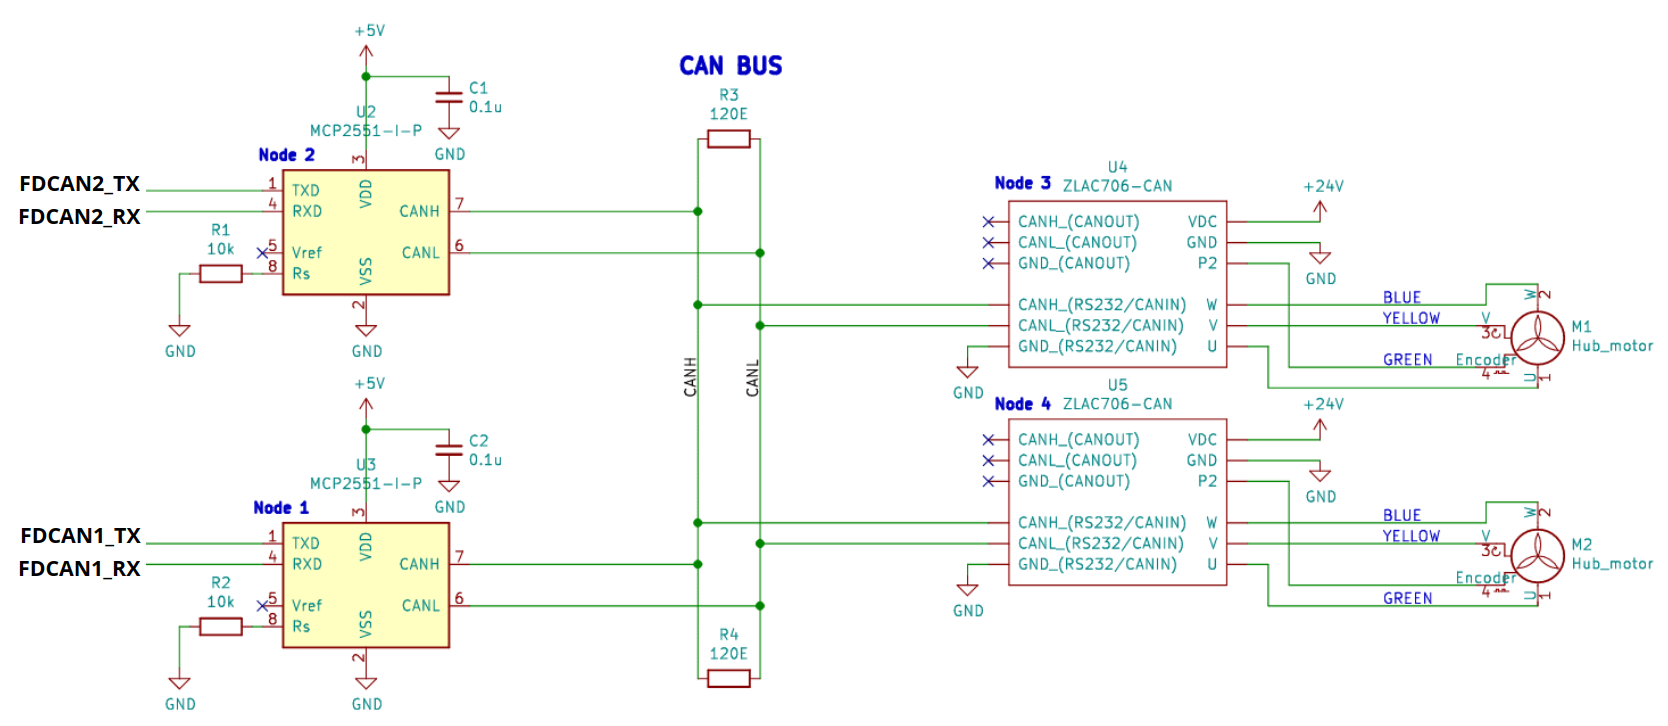 CAN BUS
+5V
C1
0.1u
GND
U2
MCP2551-I-P
Node 2
FDCAN2_TX
FDCAN2_RX
1 TXD
4 RXD
5 Vref
8 Rs
3 VDD
2 VSS
CANH 7
CANL 6
R1
10k
GND
GND
+5V
C2
0.1u
GND
U3
MCP2551-I-P
Node 1
FDCAN1_TX
FDCAN1_RX
1 TXD
4 RXD
5 Vref
8 Rs
3 VDD
2 VSS
CANH 7
CANL 6
R2
10k
GND
GND
R3
120E
CANH
CANL
R4
120E
U4
Node 3 ZLAC706-CAN
CANH_(CANOUT) VDC
CANL_(CANOUT) GND
GND_(CANOUT) P2
CANH_(RS232/CANIN) W
CANL_(RS232/CANIN) V
GND_(RS232/CANIN) U
GND
+24V
GND
BLUE
YELLOW
GREEN
W 2
V
3
Encoder
4
U 1
M1
Hub_motor
U5
Node 4 ZLAC706-CAN
CANH_(CANOUT) VDC
CANL_(CANOUT) GND
GND_(CANOUT) P2
CANH_(RS232/CANIN) W
CANL_(RS232/CANIN) V
GND_(RS232/CANIN) U
GND
+24V
GND
BLUE
YELLOW
GREEN
W 2
V
3
Encoder
4
U 1
M2
Hub_motor